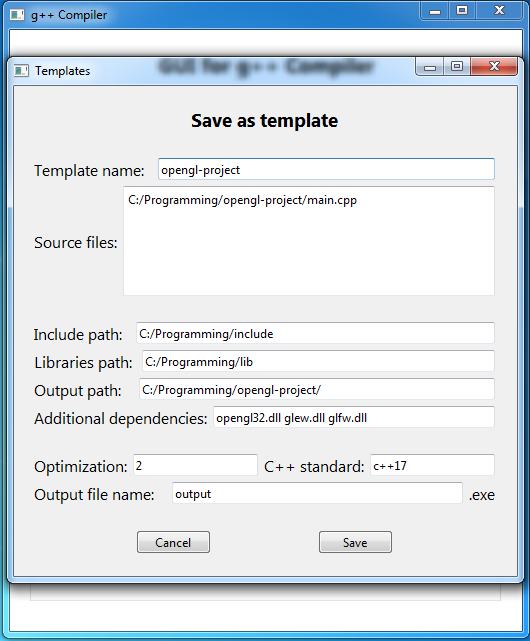 g++ Compiler
Templates
GUI for g++ Compiler
Save as template
Template name: opengl-project
Source files: C:/Programming/opengl-project/main.cpp
Include path: C:/Programming/include
Libraries path: C:/Programming/lib
Output path: C:/Programming/opengl-project/
Additional dependencies: opengl32.dll glew.dll glfw.dll
Optimization: 2 C++ standard: c++17
Output file name: output .exe
Cancel Save